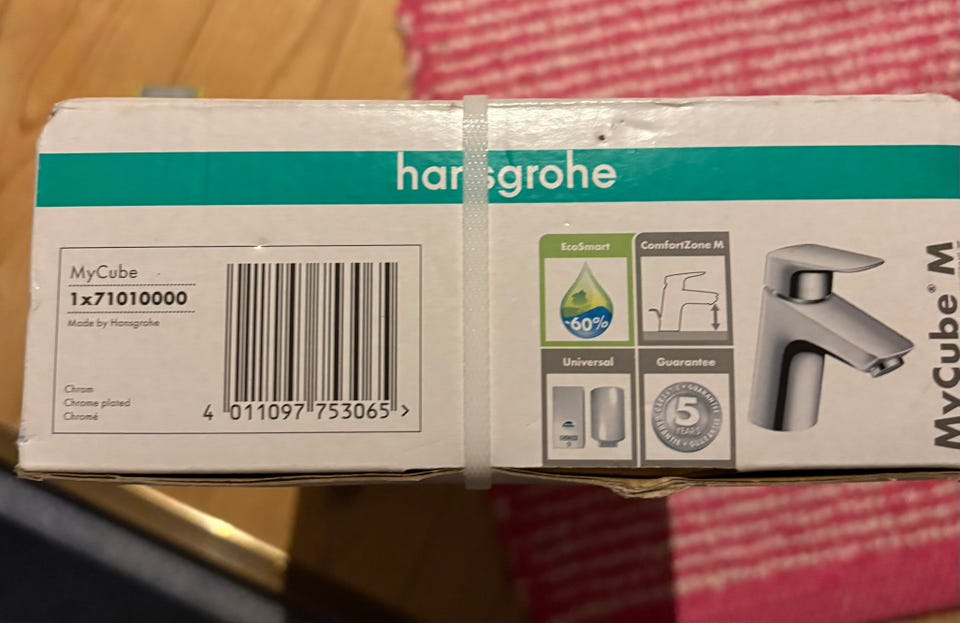 hansgrohe
MyCube
1x71010000
Made by Hansgrohe
Chrom
Chrome plated
Chromé
4 011097 753065 >
EcoSmart
-60%
ComfortZone M
Universal
Guarantee
5
YEARS
MyCube® M